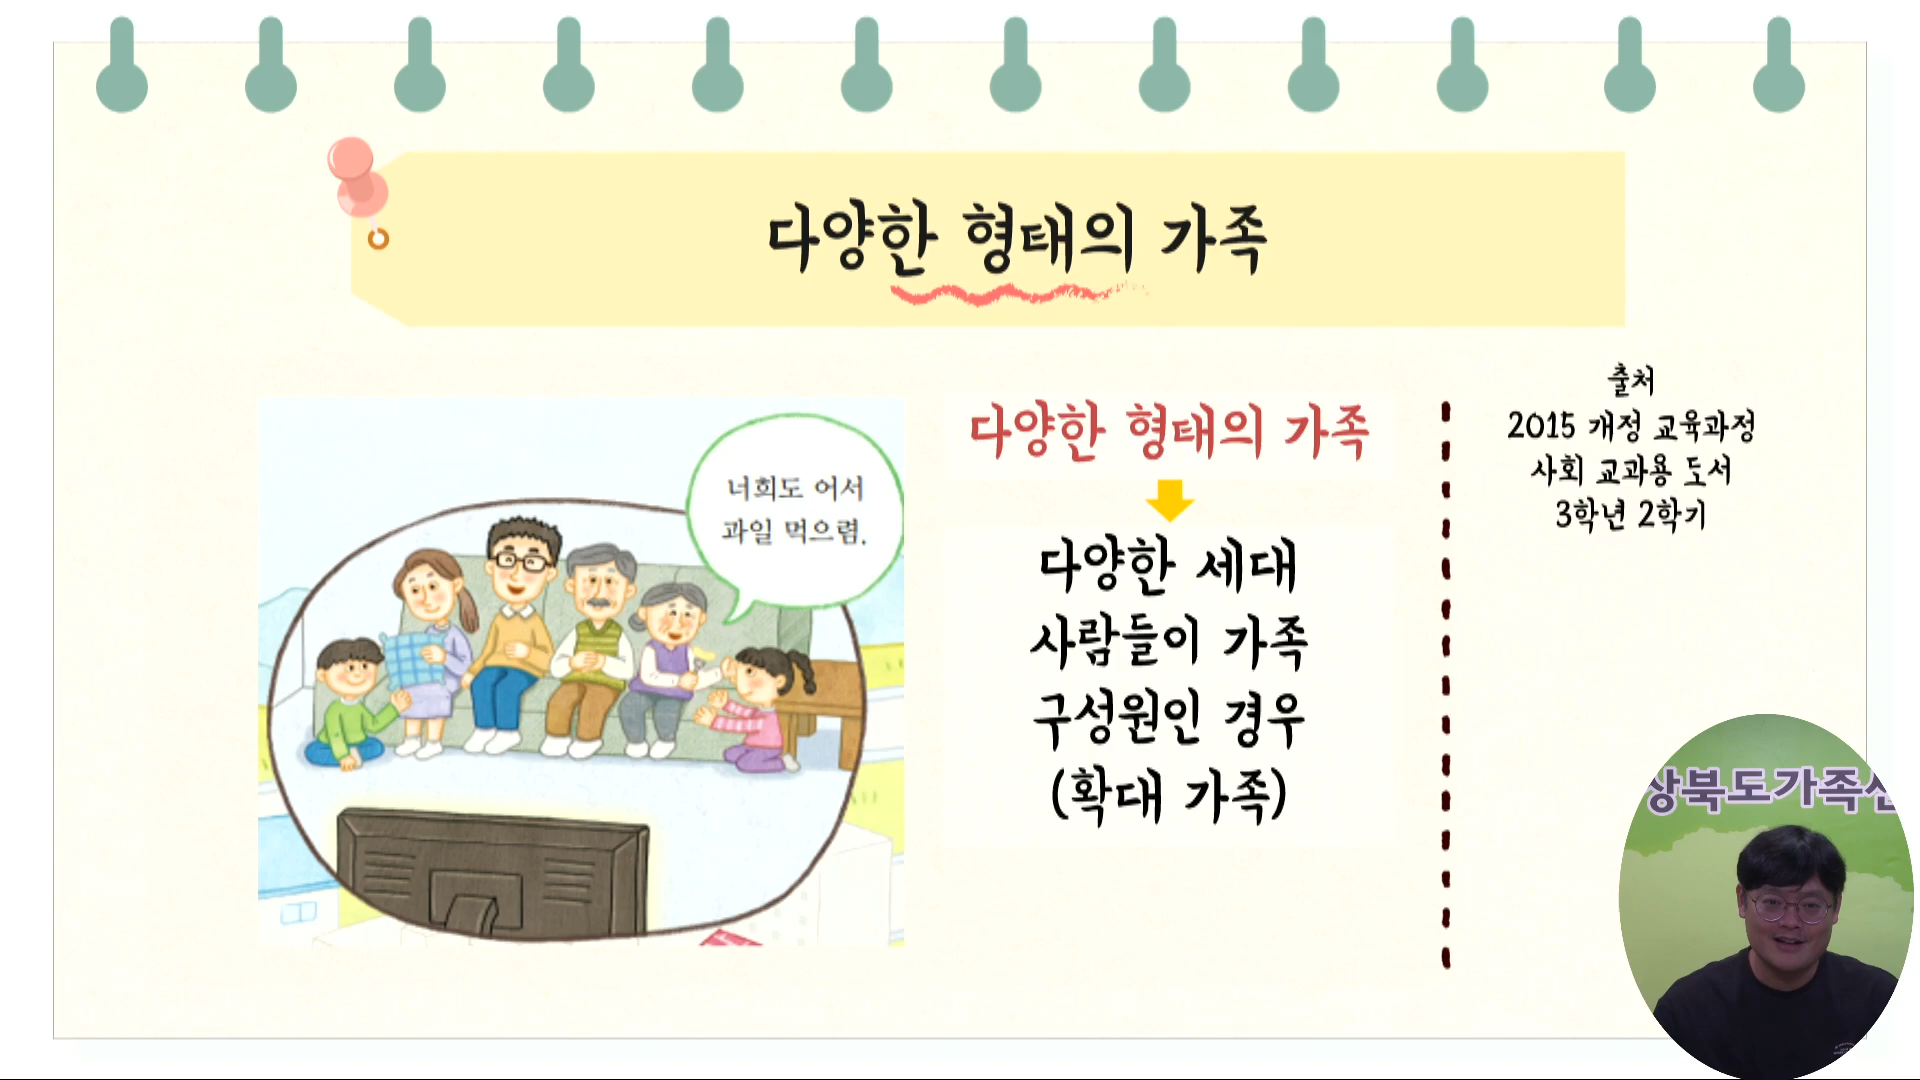 다양한 형태의 가족
너희도 어서
과일 먹으렴.
다양한 형태의 가족
다양한 세대
사람들이 가족
구성원인 경우
(확대 가족)
출처
2015 개정 교육과정
사회 교과용 도서
3학년 2학기
상북도가족센